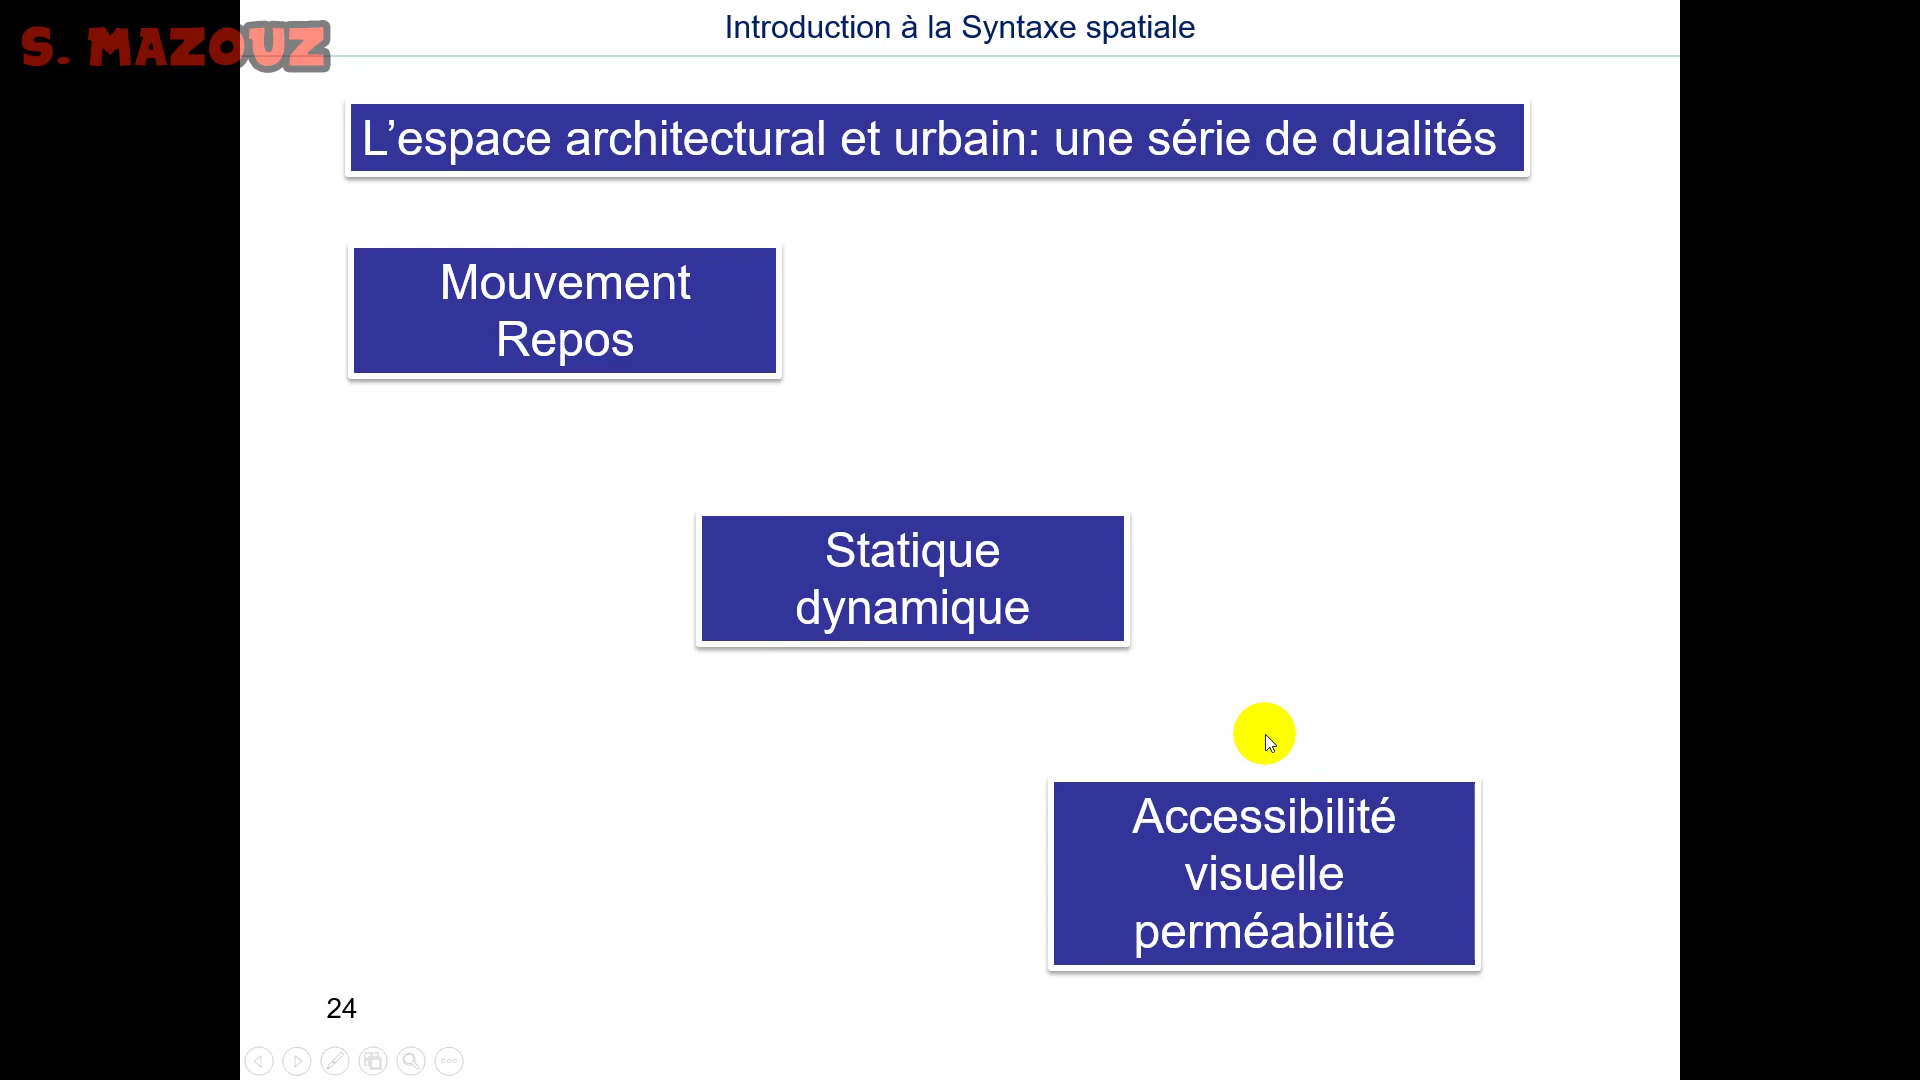 Introduction à la Syntaxe spatiale
S. MAZOUZ
L’espace architectural et urbain: une série de dualités
Mouvement
Repos
Statique
dynamique
Accessibilité
visuelle
perméabilité
24